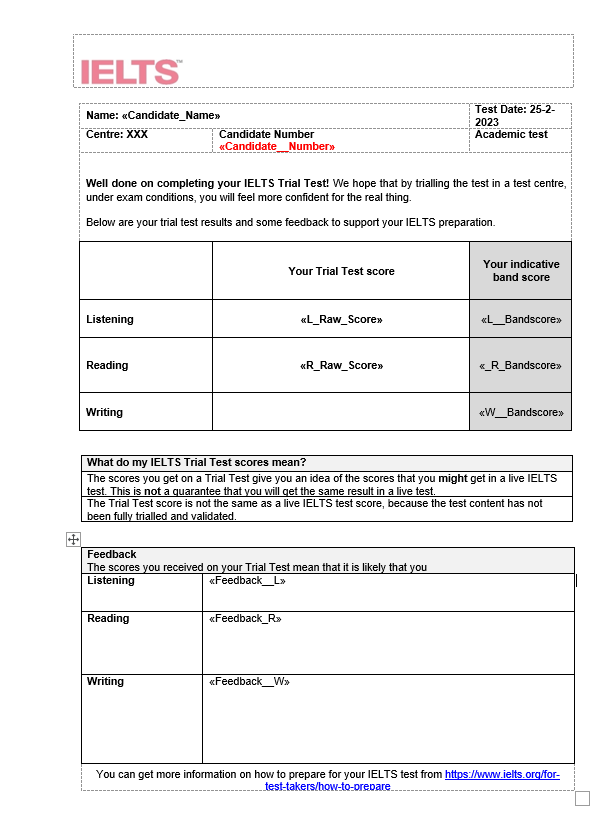 IELTS™
Name: «Candidate_Name»
Test Date: 25-2-
2023
Centre: XXX
Candidate Number
«Candidate__Number»
Academic test
Well done on completing your IELTS Trial Test! We hope that by trialling the test in a test centre,
under exam conditions, you will feel more confident for the real thing.
Below are your trial test results and some feedback to support your IELTS preparation.
Your Trial Test score
Your indicative
band score
Listening
«L_Raw_Score»
«L__Bandscore»
Reading
«R_Raw_Score»
«_R_Bandscore»
Writing
«W__Bandscore»
What do my IELTS Trial Test scores mean?
The scores you get on a Trial Test give you an idea of the scores that you might get in a live IELTS
test. This is not a guarantee that you will get the same result in a live test.
The Trial Test score is not the same as a live IELTS test score, because the test content has not
been fully trialled and validated.
Feedback
The scores you received on your Trial Test mean that it is likely that you
Listening
«Feedback__L»
Reading
«Feedback_R»
Writing
«Feedback__W»
You can get more information on how to prepare for your IELTS test from https://www.ielts.org/for-
test-takers/how-to-prepare